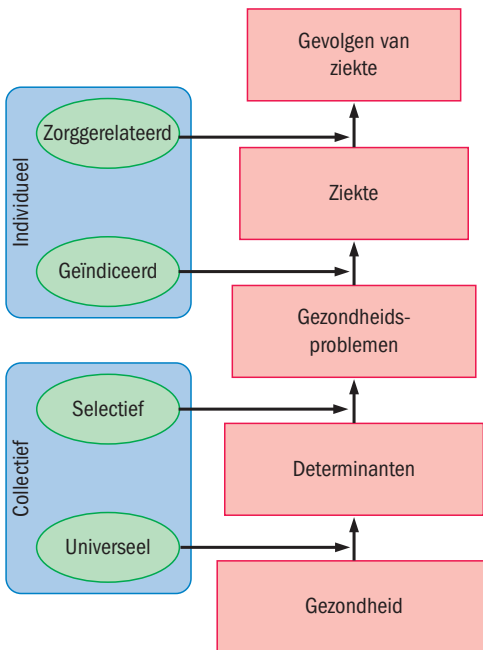 Gevolgen van
ziekte
Individueel
Zorggerelateerd
Ziekte
Geïndiceerd
Gezondheids-
problemen
Collectief
Selectief
Determinanten
Universeel
Gezondheid